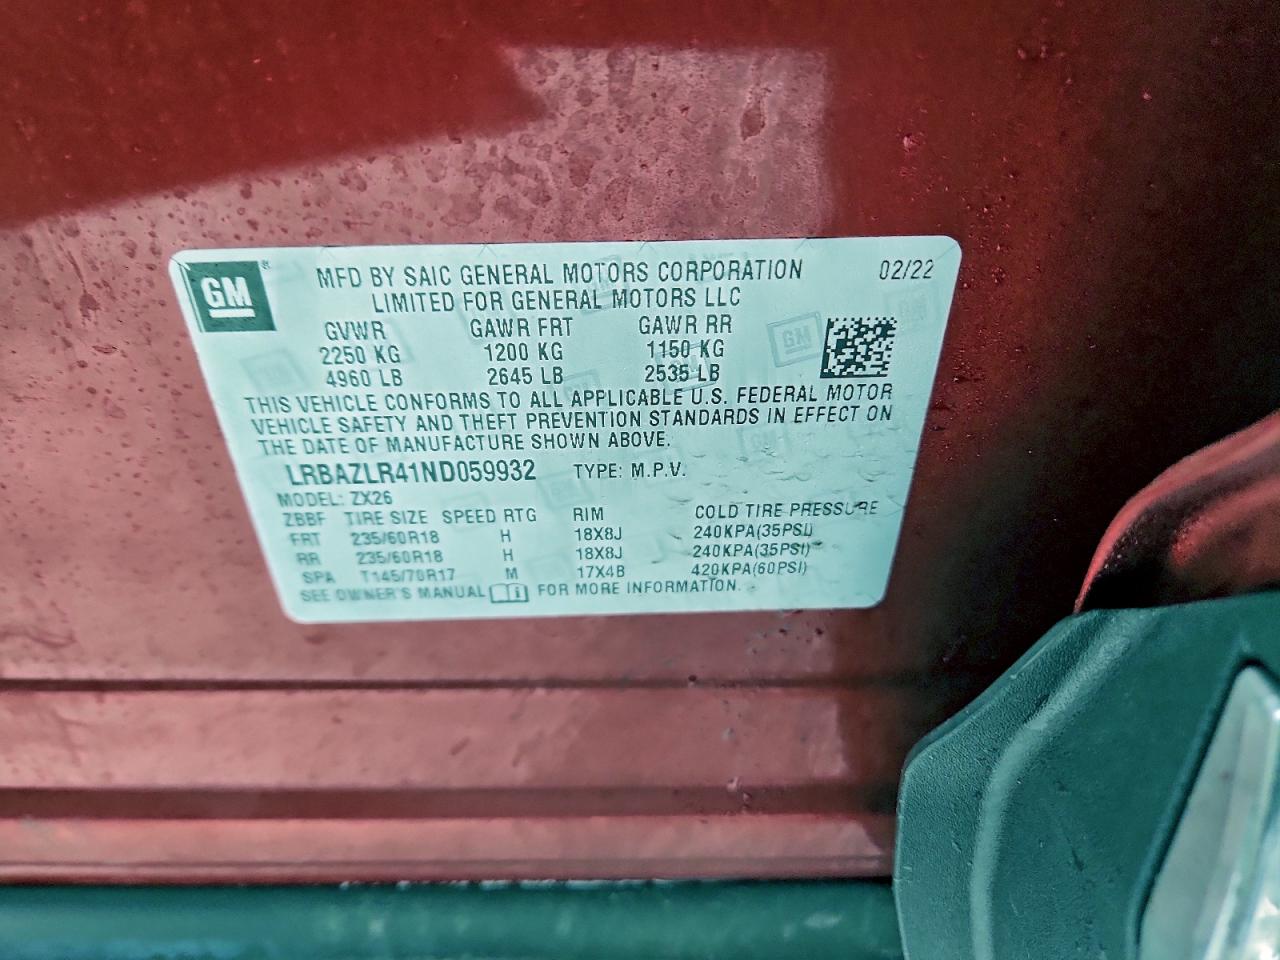 GM
MFD BY SAIC GENERAL MOTORS CORPORATION 02/22
LIMITED FOR GENERAL MOTORS LLC
GVWR GAWR FRT GAWR RR
2250 KG 1200 KG 1150 KG
4960 LB 2645 LB 2535 LB
THIS VEHICLE CONFORMS TO ALL APPLICABLE U.S. FEDERAL MOTOR
VEHICLE SAFETY AND THEFT PREVENTION STANDARDS IN EFFECT ON
THE DATE OF MANUFACTURE SHOWN ABOVE.
LRBAZLR41ND059932 TYPE: M.P.V.
MODEL: ZX26
ZBBF TIRE SIZE SPEED RTG RIM COLD TIRE PRESSURE
FRT 235/60R18 H 18X8J 240KPA(35PSI)
RR 235/60R18 H 18X8J 240KPA(35PSI)
SPA T145/70R17 M 17X4B 420KPA(60PSI)
SEE OWNER'S MANUAL FOR MORE INFORMATION.